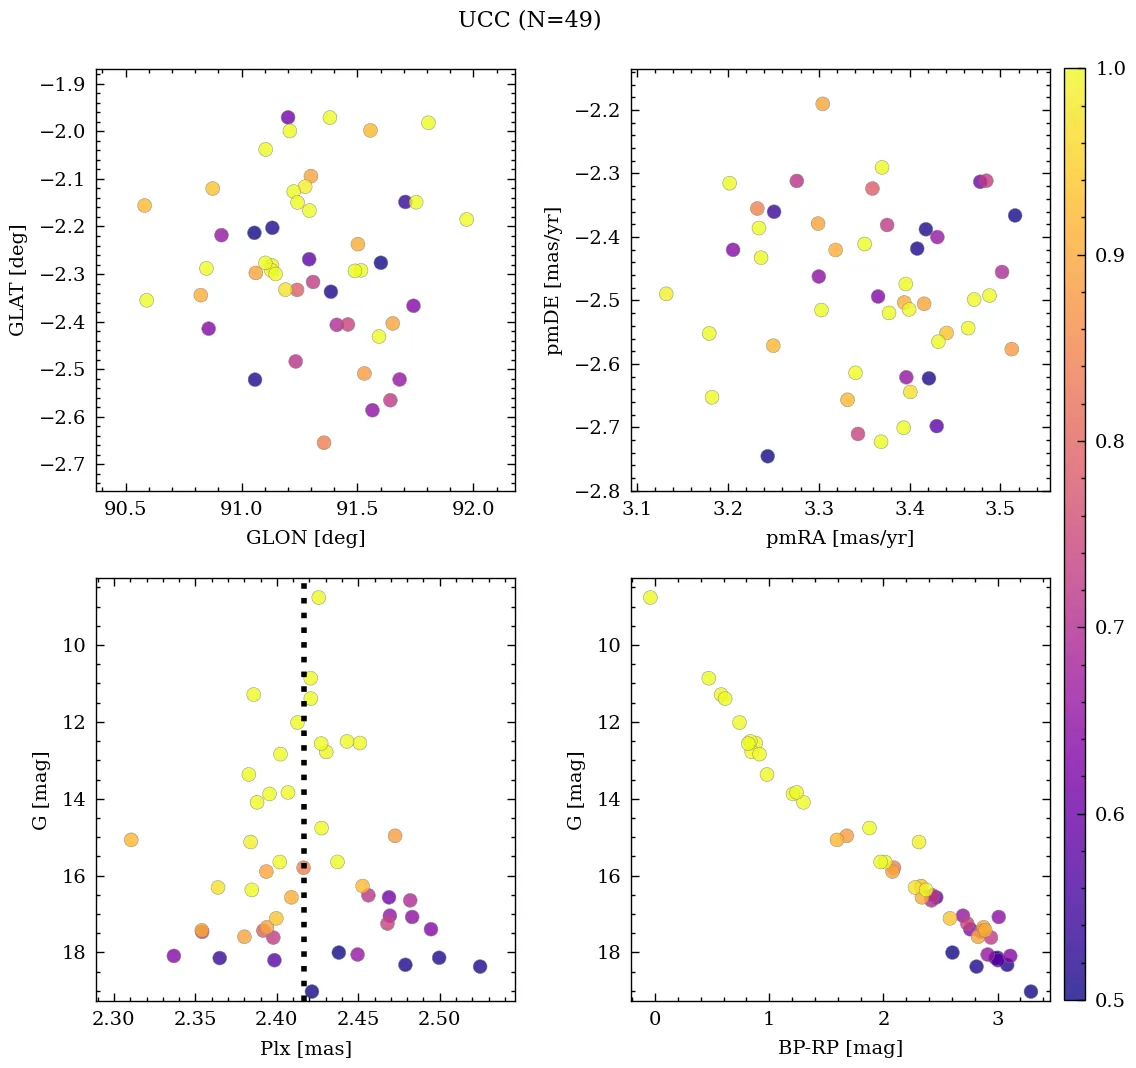 UCC (N=49)
−1.9
−2.0
−2.1
−2.2
−2.3
−2.4
−2.5
−2.6
−2.7
GLAT [deg]
90.5 91.0 91.5 92.0
GLON [deg]
−2.2
−2.3
−2.4
−2.5
−2.6
−2.7
−2.8
pmDE [mas/yr]
3.1 3.2 3.3 3.4 3.5
pmRA [mas/yr]
10
12
14
16
18
G [mag]
2.30 2.35 2.40 2.45 2.50
Plx [mas]
10
12
14
16
18
G [mag]
0 1 2 3
BP-RP [mag]
1.0
0.9
0.8
0.7
0.6
0.5